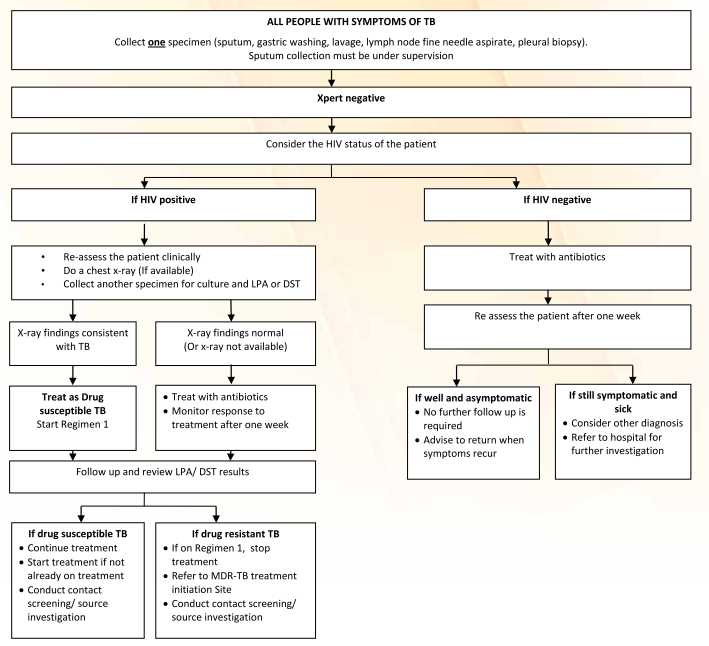 ALL PEOPLE WITH SYMPTOMS OF TB
Collect one specimen (sputum, gastric washing, lavage, lymph node fine needle aspirate, pleural biopsy).
Sputum collection must be under supervision
Xpert negative
Consider the HIV status of the patient
If HIV positive
• Re-assess the patient clinically
• Do a chest x-ray (If available)
• Collect another specimen for culture and LPA or DST
X-ray findings consistent
with TB
X-ray findings normal
(Or x-ray not available)
Treat as Drug
susceptible TB
Start Regimen 1
• Treat with antibiotics
• Monitor response to
treatment after one week
Follow up and review LPA/ DST results
If drug susceptible TB
• Continue treatment
• Start treatment if not
already on treatment
• Conduct contact
screening/ source
investigation
If drug resistant TB
• If on Regimen 1, stop
treatment
• Refer to MDR-TB treatment
initiation Site
• Conduct contact screening/
source investigation
If HIV negative
Treat with antibiotics
Re assess the patient after one week
If well and asymptomatic
• No further follow up is
required
• Advise to return when
symptoms recur
If still symptomatic and
sick
• Consider other diagnosis
• Refer to hospital for
further investigation